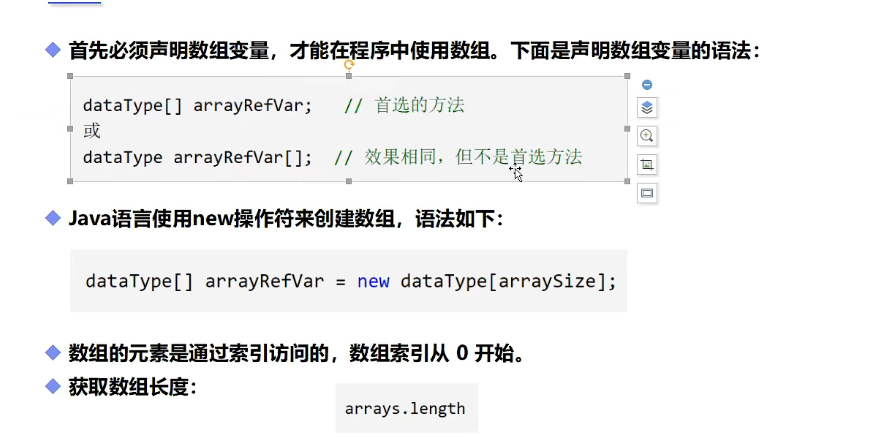 首先必须声明数组变量，才能在程序中使用数组。下面是声明数组变量的语法：
dataType[] arrayRefVar;   // 首选的方法
或
dataType arrayRefVar[];  // 效果相同，但不是首选方法
Java语言使用new操作符来创建数组，语法如下：
dataType[] arrayRefVar = new dataType[arraySize];
数组的元素是通过索引访问的，数组索引从 0 开始。
获取数组长度：
arrays.length